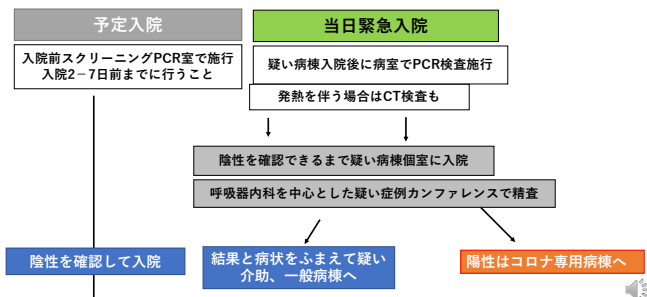 予定入院
当日緊急入院
入院前スクリーニングPCR室で施行
入院2－7日前までに行うこと
疑い病棟入院後に病室でPCR検査施行
発熱を伴う場合はCT検査も
陰性を確認できるまで疑い病棟個室に入院
呼吸器内科を中心とした疑い症例カンファレンスで精査
陰性を確認して入院
結果と病状をふまえて疑い
介助、一般病棟へ
陽性はコロナ専用病棟へ